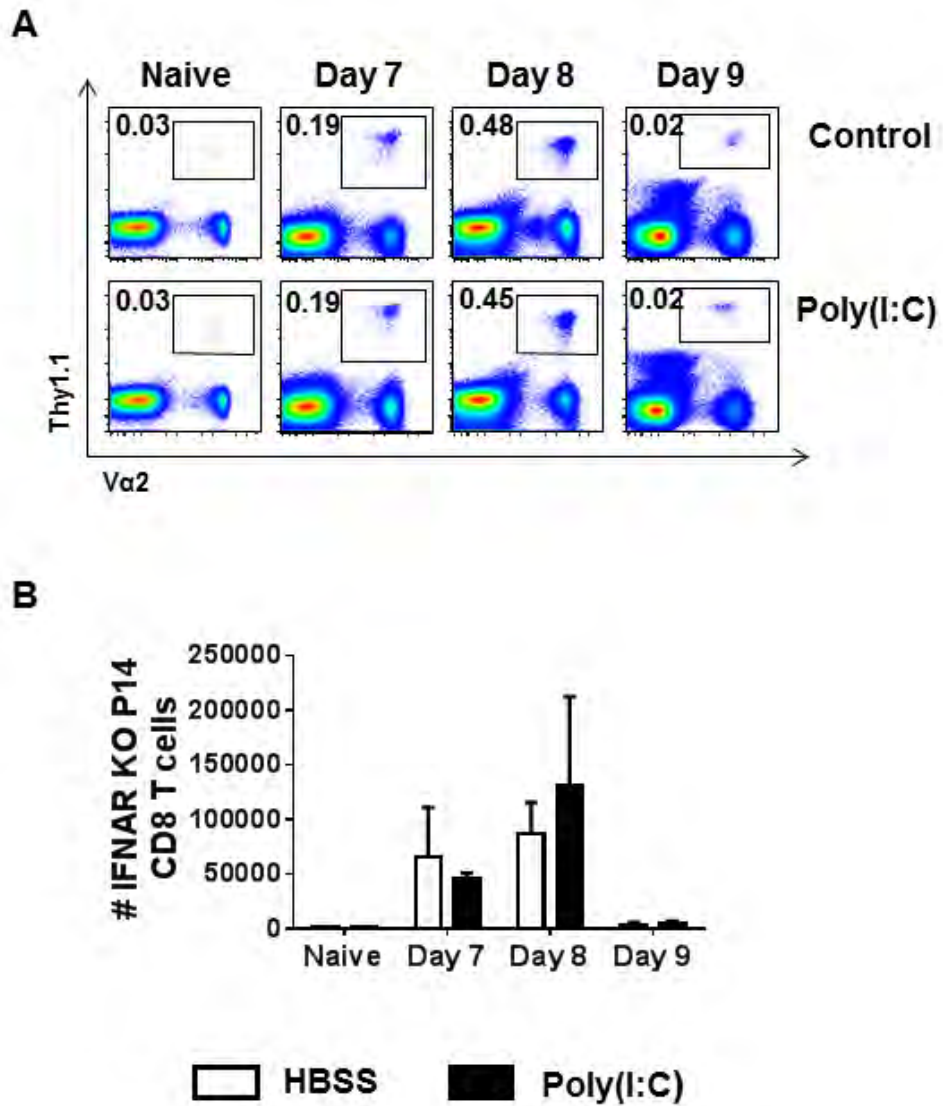 A
Naive Day 7 Day 8 Day 9
0.03 0.19 0.48 0.02 Control
0.03 0.19 0.45 0.02 Poly(I:C)
Thy1.1
Vα2
B
# IFNAR KO P14
CD8 T cells
250000
200000
150000
100000
50000
0
Naive Day 7 Day 8 Day 9
HBSS Poly(I:C)